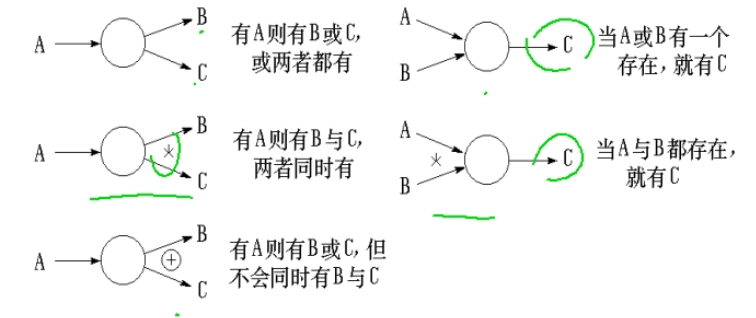 A
B
C
有A则有B或C，
或两者都有
A
B
C
当A或B有一个
存在，就有C
A
B
*
C
有A则有B与C，
两者同时有
A
*
B
C
当A与B都存在，
就有C
A
B
⊕
C
有A则有B或C，但
不会同时有B与C